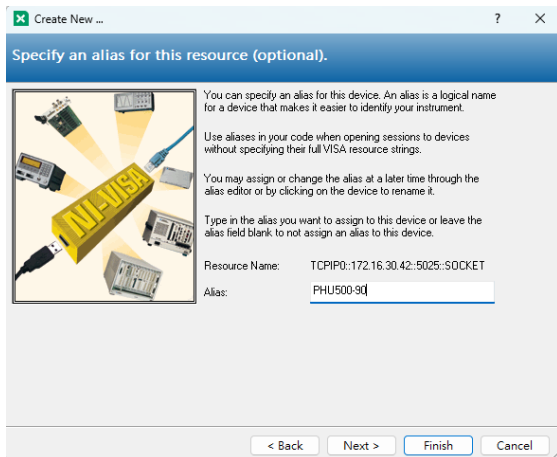 Create New ...
?
Specify an alias for this resource (optional).
You can specify an alias for this device. An alias is a logical name
for a device that makes it easier to identify your instrument.
Use aliases in your code when opening sessions to devices
without specifying their full VISA resource strings.
You may assign or change the alias at a later time through the
alias editor or by clicking on the device to rename it.
Type in the alias you want to assign to this device or leave the
alias field blank to not assign an alias to this device.
NI-VISA
Resource Name: TCPIP0::172.16.30.42::5025::SOCKET
Alias: PHU500-90
< Back Next > Finish Cancel